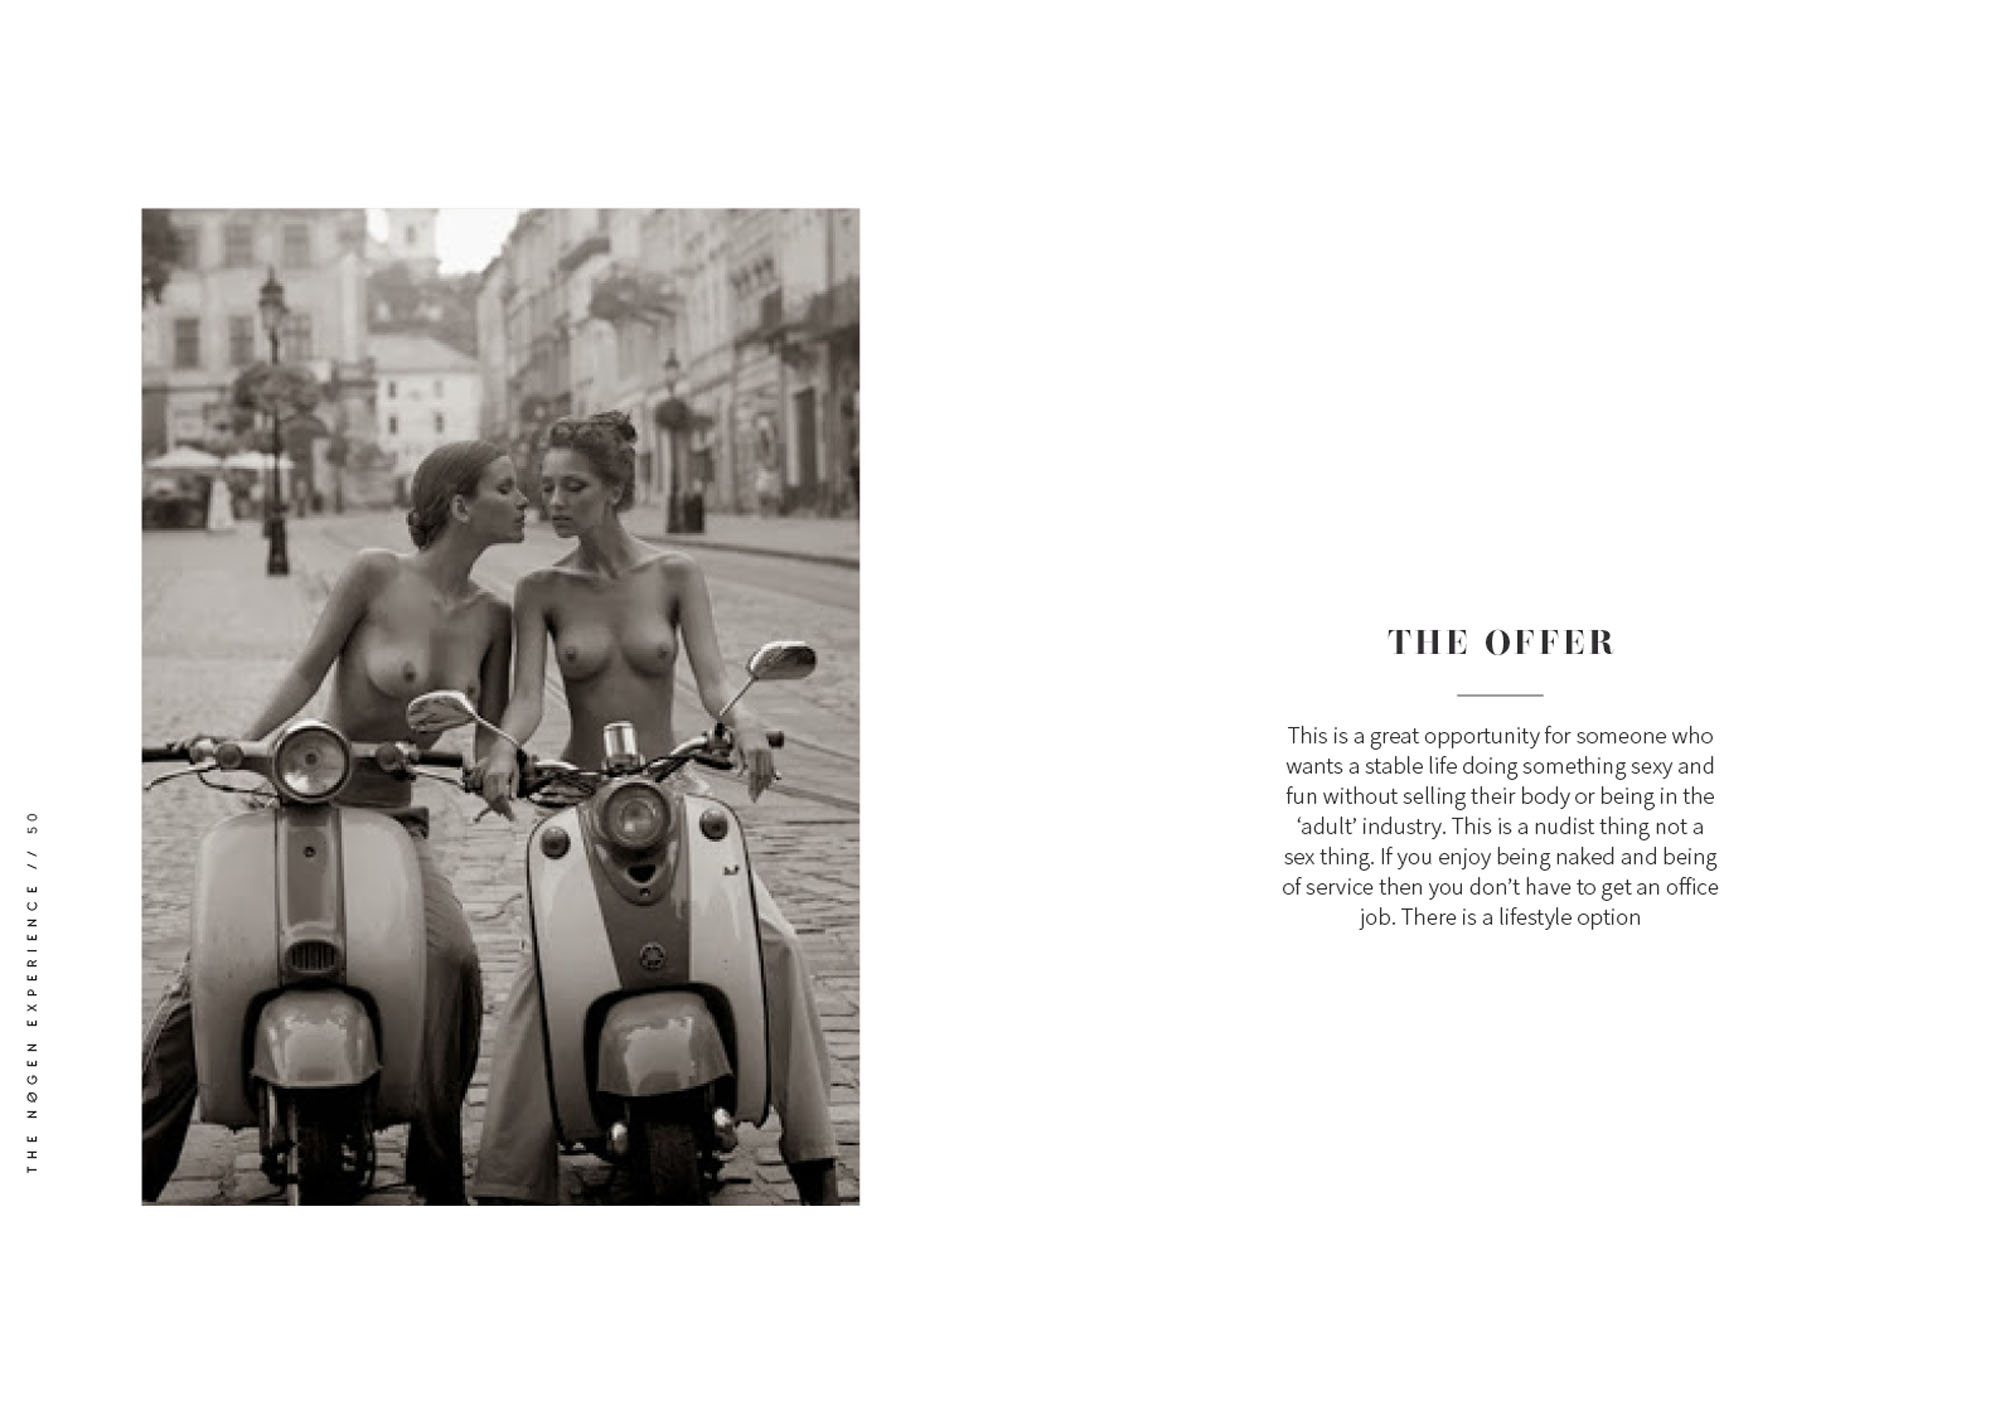 THE NØGEN EXPERIENCE // 50
THE OFFER
This is a great opportunity for someone who
wants a stable life doing something sexy and
fun without selling their body or being in the
‘adult’ industry. This is a nudist thing not a
sex thing. If you enjoy being naked and being
of service then you don’t have to get an office
job. There is a lifestyle option